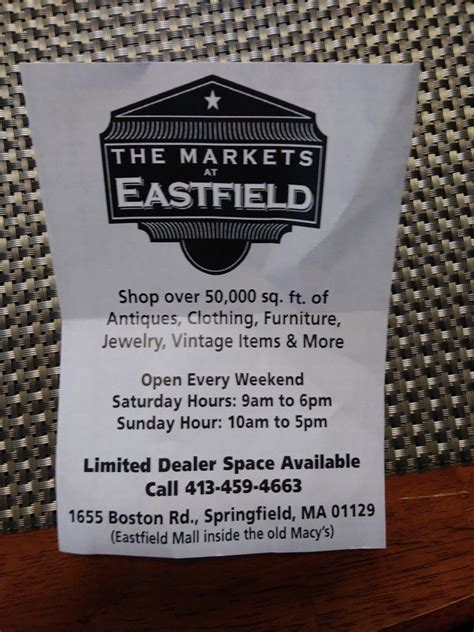 THE MARKETS
AT
EASTFIELD
Shop over 50,000 sq. ft. of
Antiques, Clothing, Furniture,
Jewelry, Vintage Items & More
Open Every Weekend
Saturday Hours: 9am to 6pm
Sunday Hour: 10am to 5pm
Limited Dealer Space Available
Call 413-459-4663
1655 Boston Rd., Springfield, MA 01129
(Eastfield Mall inside the old Macy's)